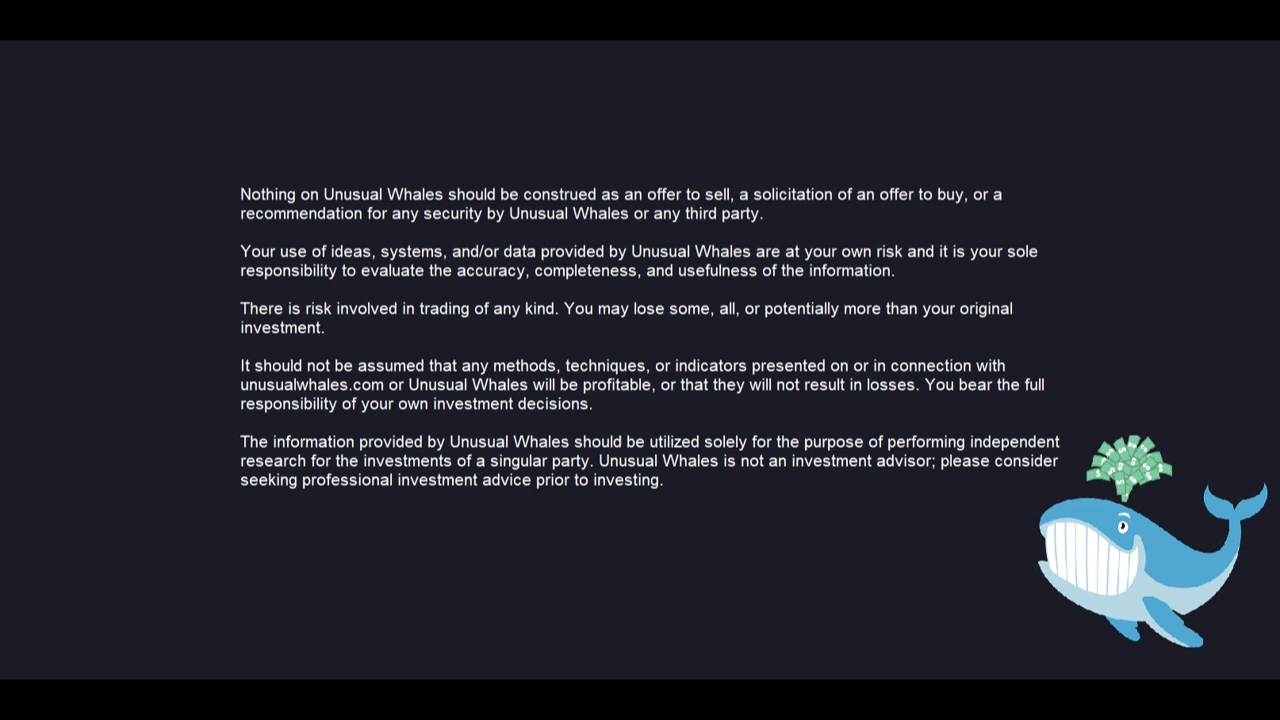 Nothing on Unusual Whales should be construed as an offer to sell, a solicitation of an offer to buy, or a
recommendation for any security by Unusual Whales or any third party.
Your use of ideas, systems, and/or data provided by Unusual Whales are at your own risk and it is your sole
responsibility to evaluate the accuracy, completeness, and usefulness of the information.
There is risk involved in trading of any kind. You may lose some, all, or potentially more than your original
investment.
It should not be assumed that any methods, techniques, or indicators presented on or in connection with
unusualwhales.com or Unusual Whales will be profitable, or that they will not result in losses. You bear the full
responsibility of your own investment decisions.
The information provided by Unusual Whales should be utilized solely for the purpose of performing independent
research for the investments of a singular party. Unusual Whales is not an investment advisor; please consider
seeking professional investment advice prior to investing.